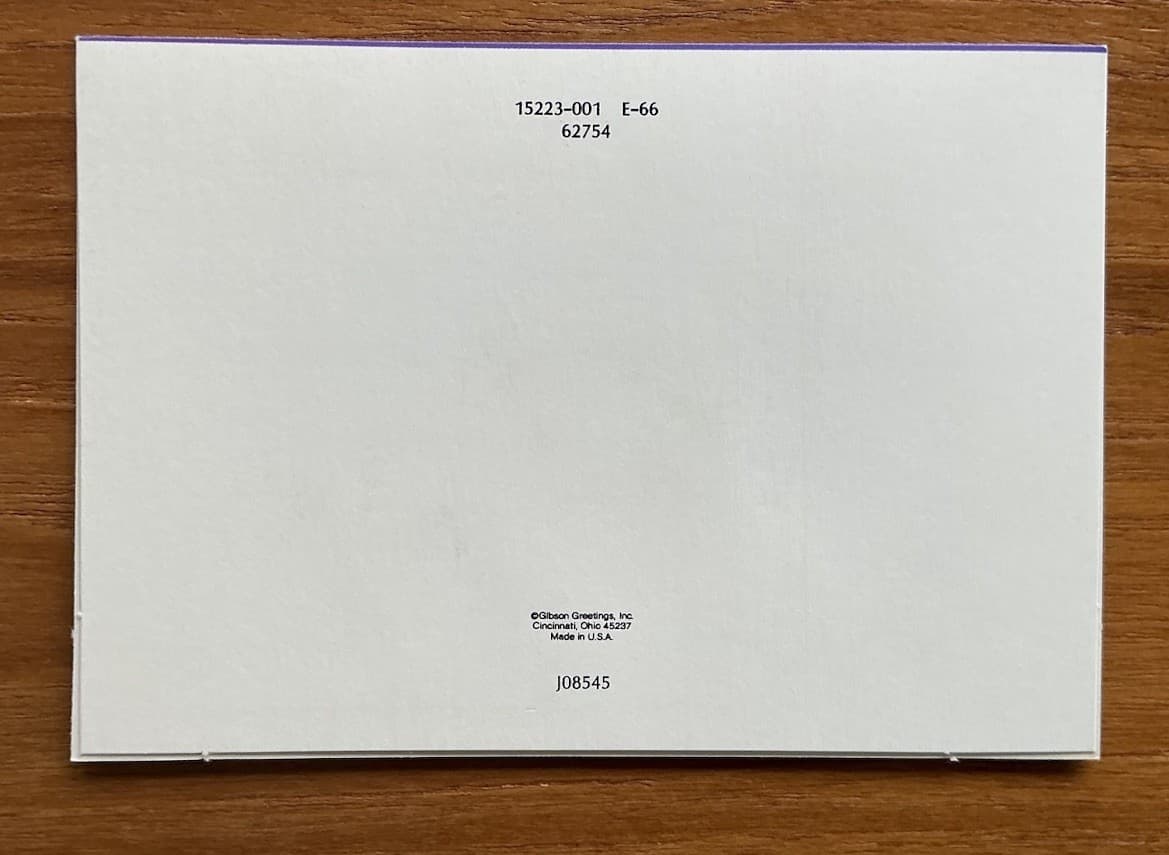 15223-001 E-66
62754
©Gibson Greetings, Inc.
Cincinnati, Ohio 45237
Made in U.S.A.
J08545